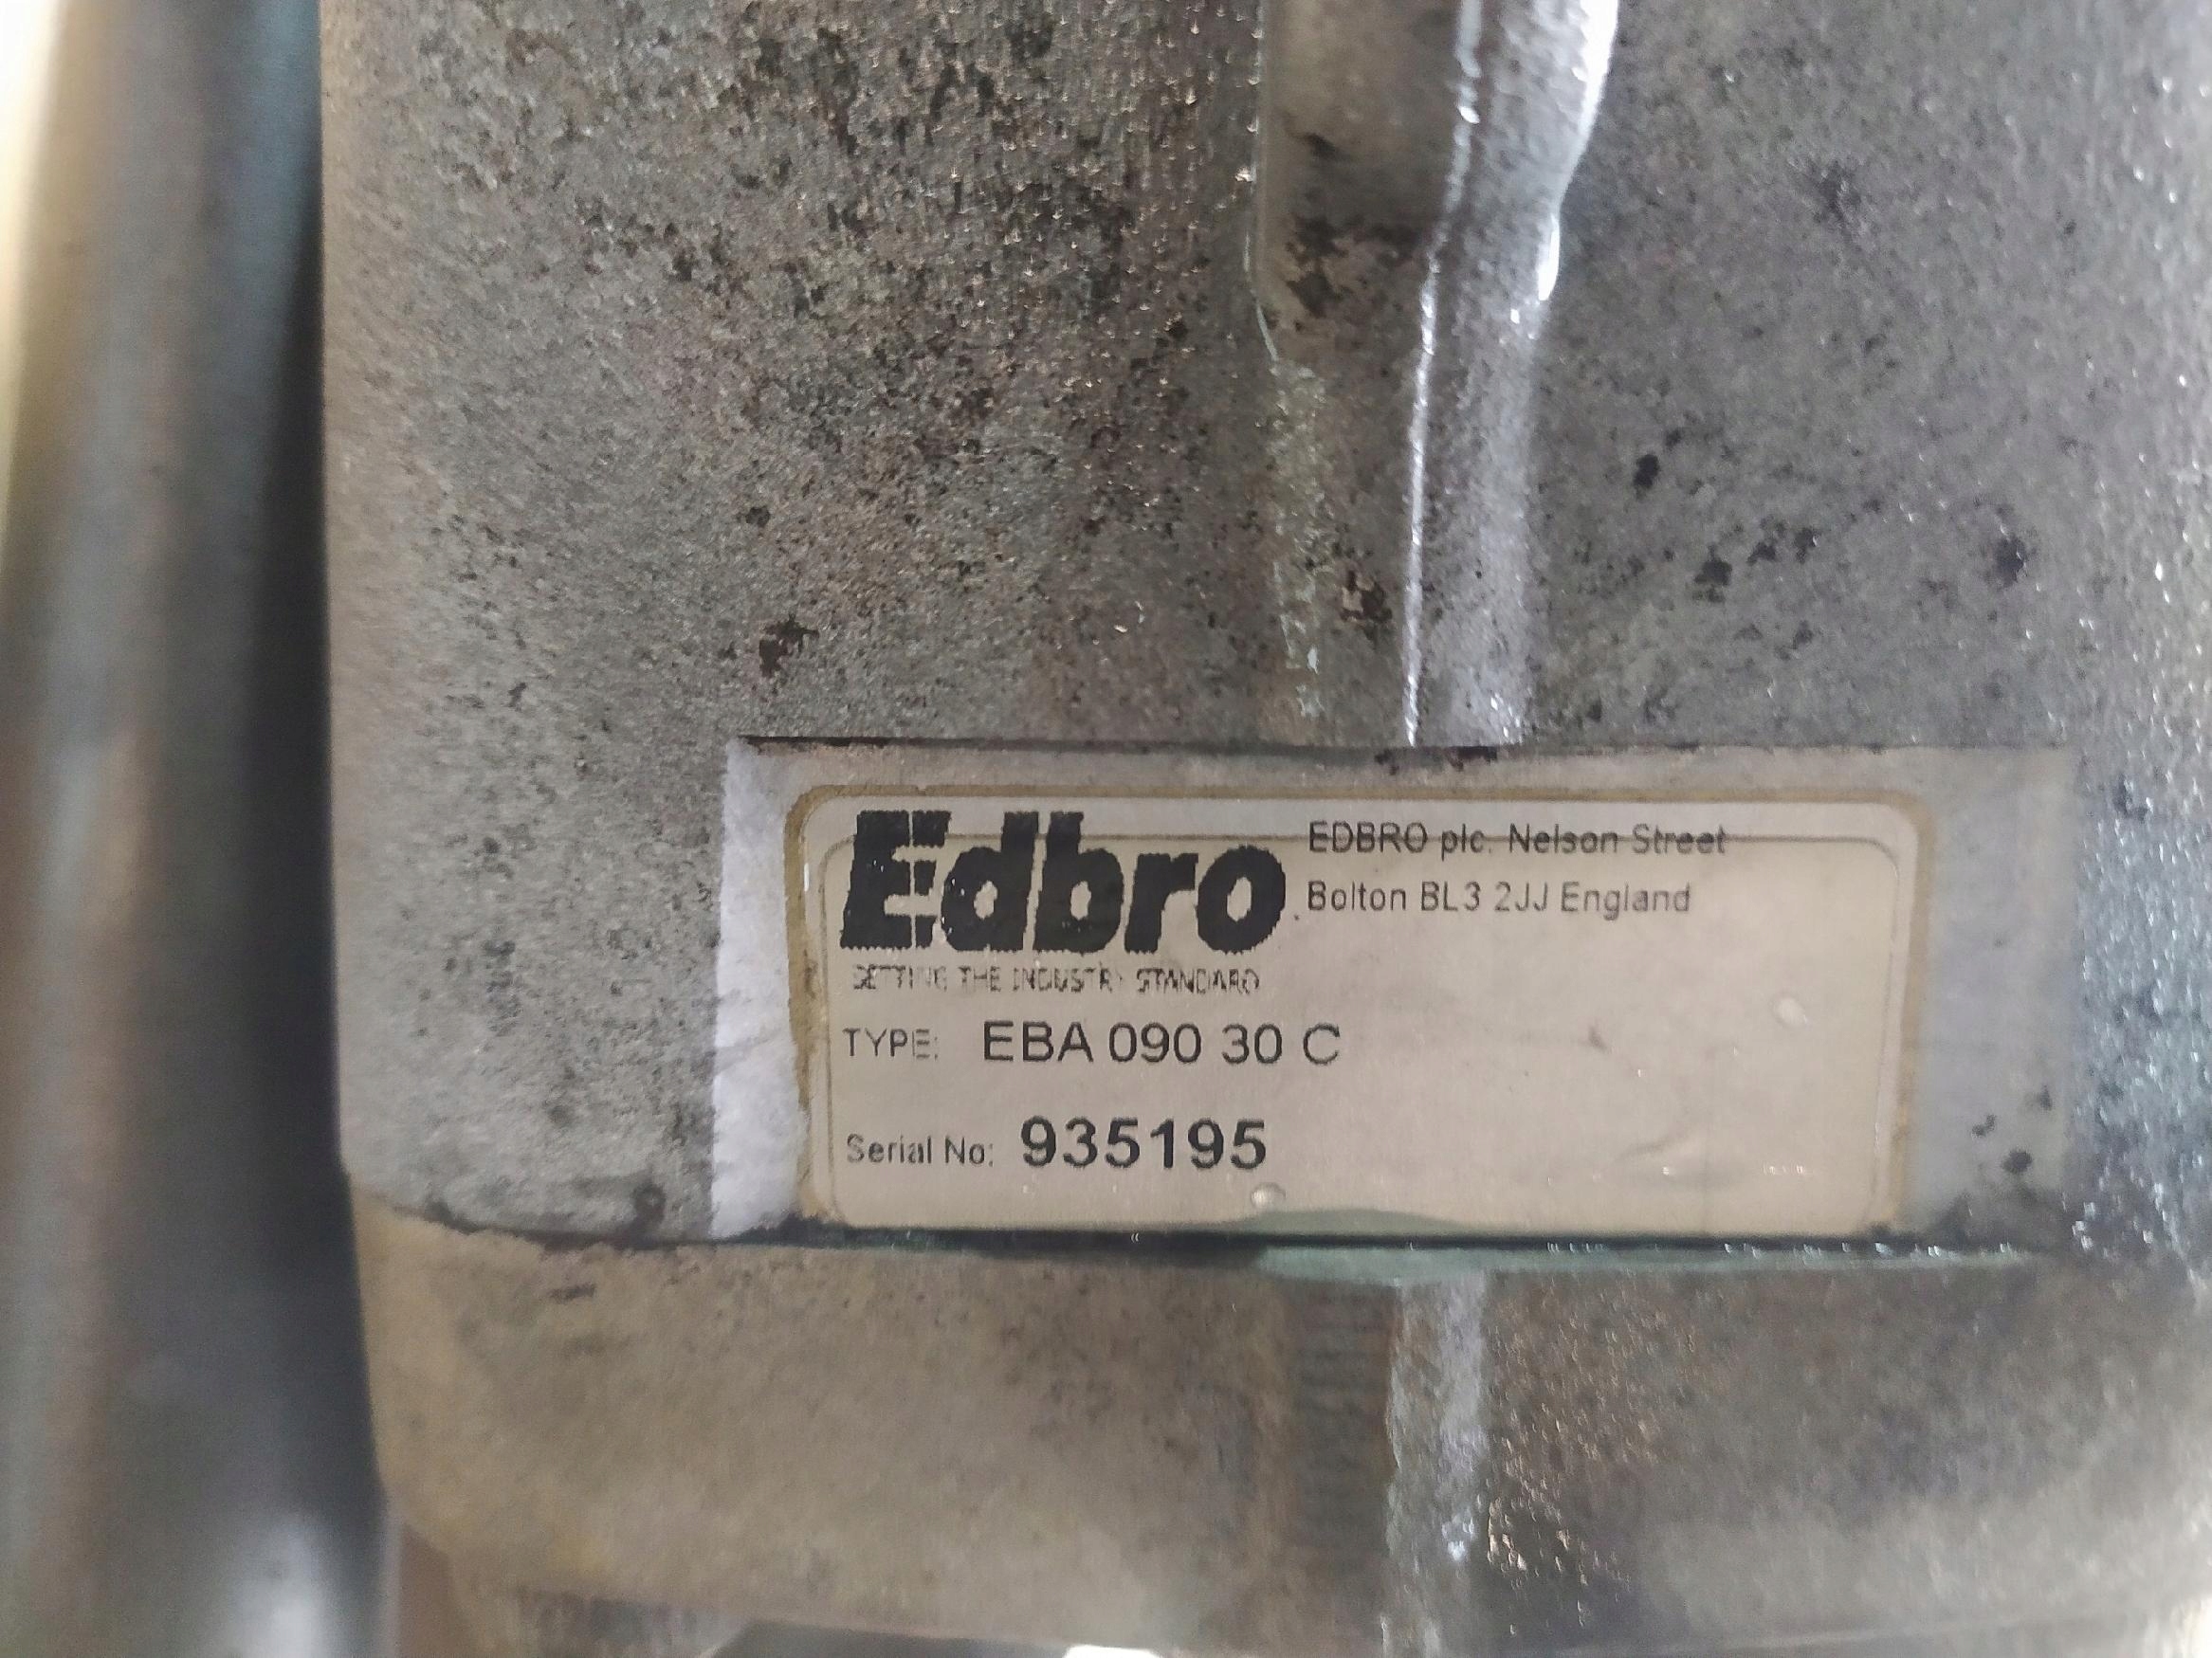 Edbro
EDBRO plc. Nelson Street
Bolton BL3 2JJ England
SETTING THE INDUSTRY STANDARD
TYPE: EBA 090 30 C
Serial No: 935195